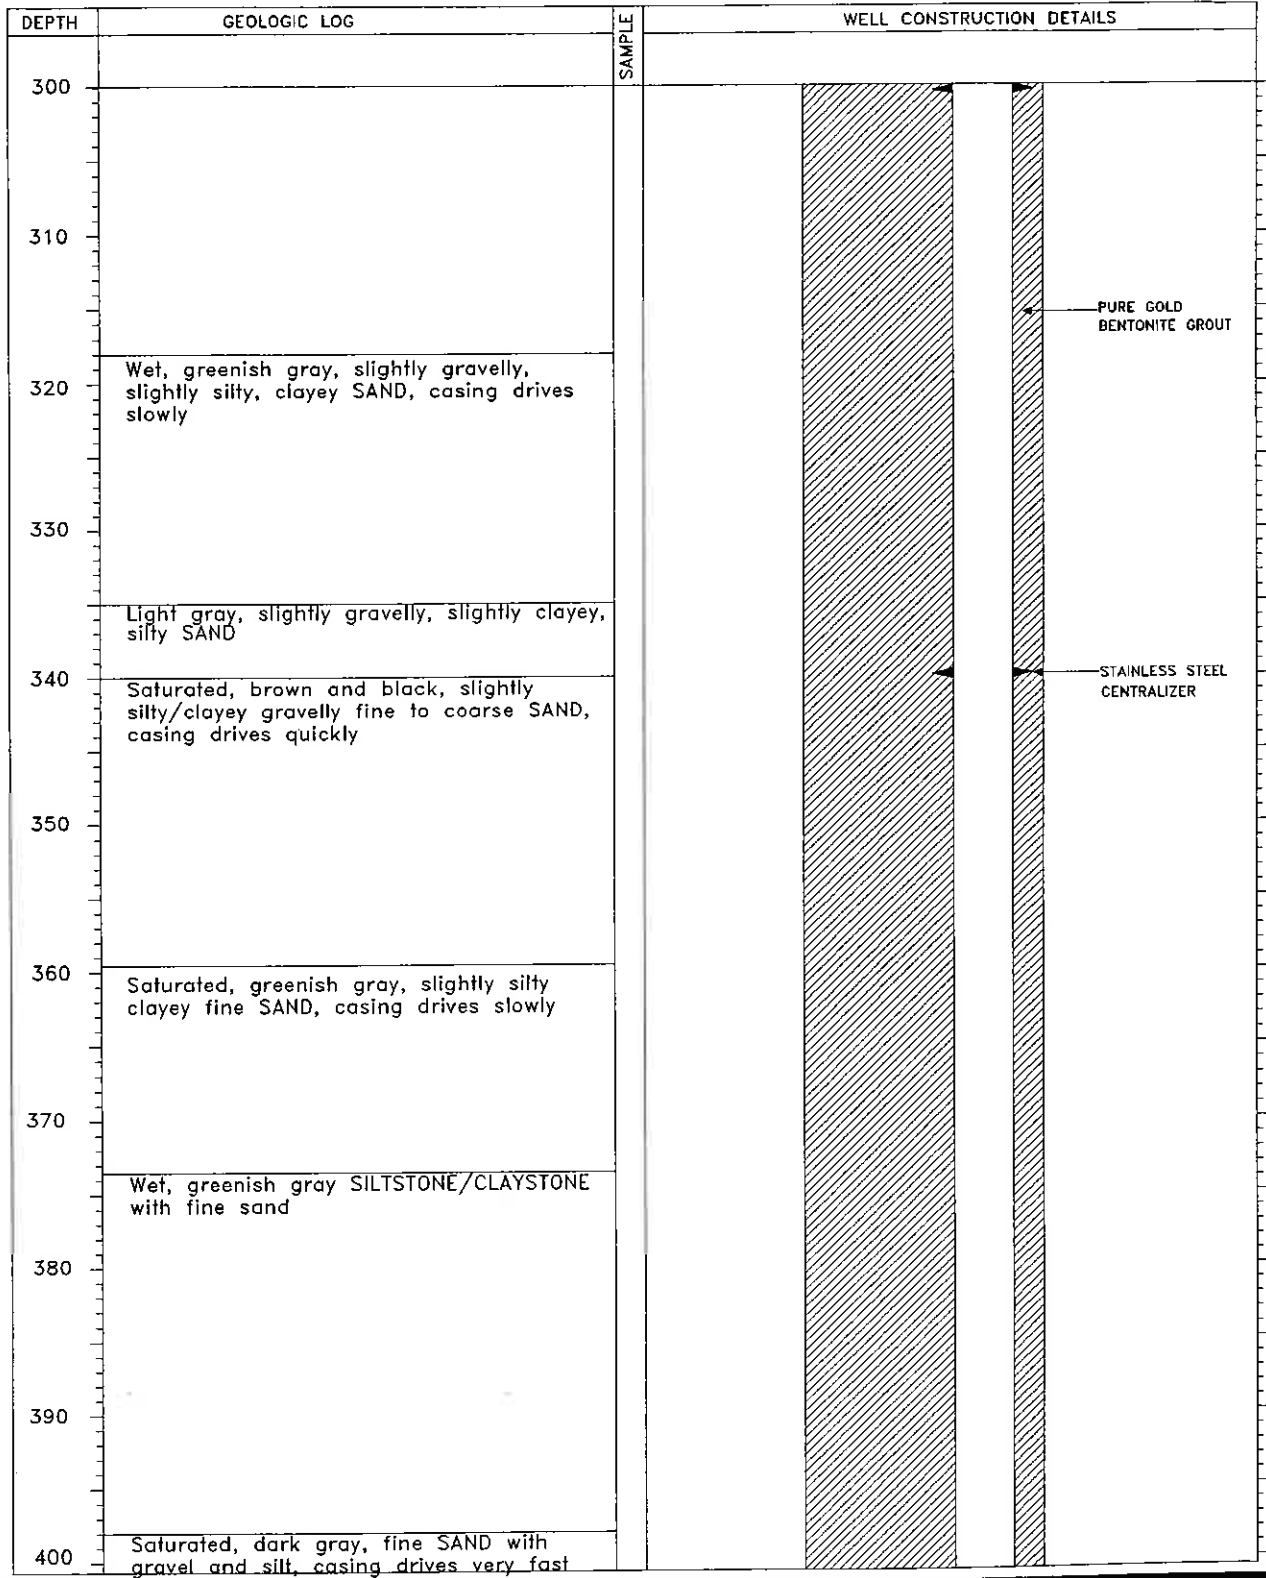 DEPTH
GEOLOGIC LOG
SAMPLE
WELL CONSTRUCTION DETAILS
300
310
PURE GOLD
BENTONITE GROUT
Wet, greenish gray, slightly gravelly,
slightly silty, clayey SAND, casing drives
slowly
320
330
Light gray, slightly gravelly, slightly clayey,
silty SAND
340
Saturated, brown and black, slightly
silty/clayey gravelly fine to coarse SAND,
casing drives quickly
STAINLESS STEEL
CENTRALIZER
350
360
Saturated, greenish gray, slightly silty
clayey fine SAND, casing drives slowly
370
Wet, greenish gray SILTSTONE/CLAYSTONE
with fine sand
380
390
400
Saturated, dark gray, fine SAND with
gravel and silt, casing drives very fast